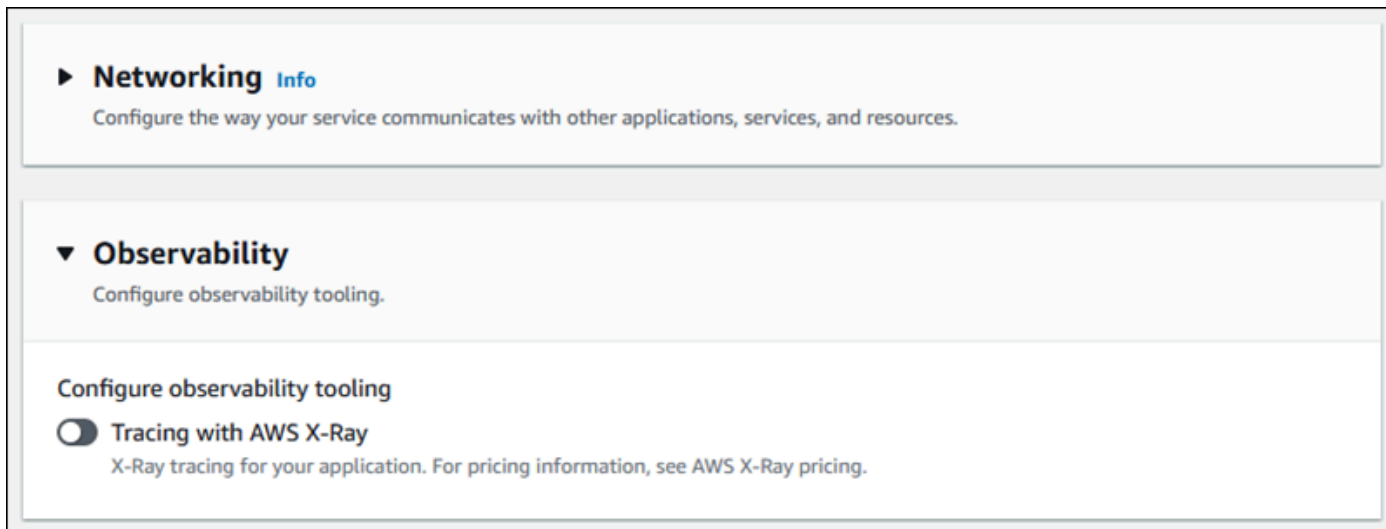 Networking Info
Configure the way your service communicates with other applications, services, and resources.
Observability
Configure observability tooling.
Configure observability tooling
Tracing with AWS X-Ray
X-Ray tracing for your application. For pricing information, see AWS X-Ray pricing.